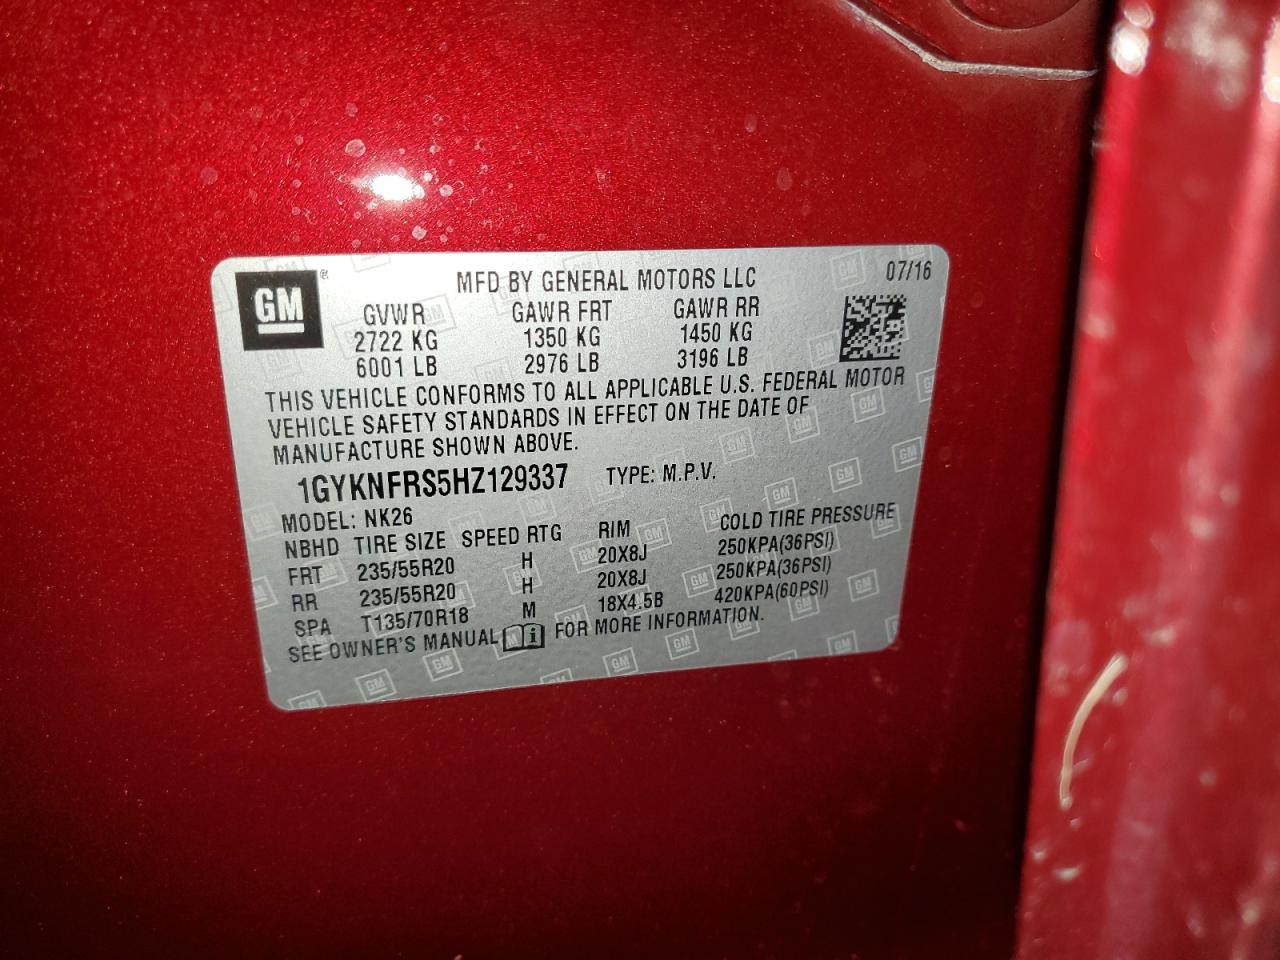 GM ® MFD BY GENERAL MOTORS LLC 07/16
GVWR GAWR FRT GAWR RR
2722 KG 1350 KG 1450 KG
6001 LB 2976 LB 3196 LB
THIS VEHICLE CONFORMS TO ALL APPLICABLE U.S. FEDERAL MOTOR
VEHICLE SAFETY STANDARDS IN EFFECT ON THE DATE OF
MANUFACTURE SHOWN ABOVE.
1GYKNFRS5HZ129337 TYPE: M.P.V.
MODEL: NK26
NBHD TIRE SIZE SPEED RTG RIM COLD TIRE PRESSURE
FRT 235/55R20 H 20X8J 250KPA(36PSI)
RR 235/55R20 H 20X8J 250KPA(36PSI)
SPA T135/70R18 M 18X4.5B 420KPA(60PSI)
SEE OWNER'S MANUAL i FOR MORE INFORMATION.